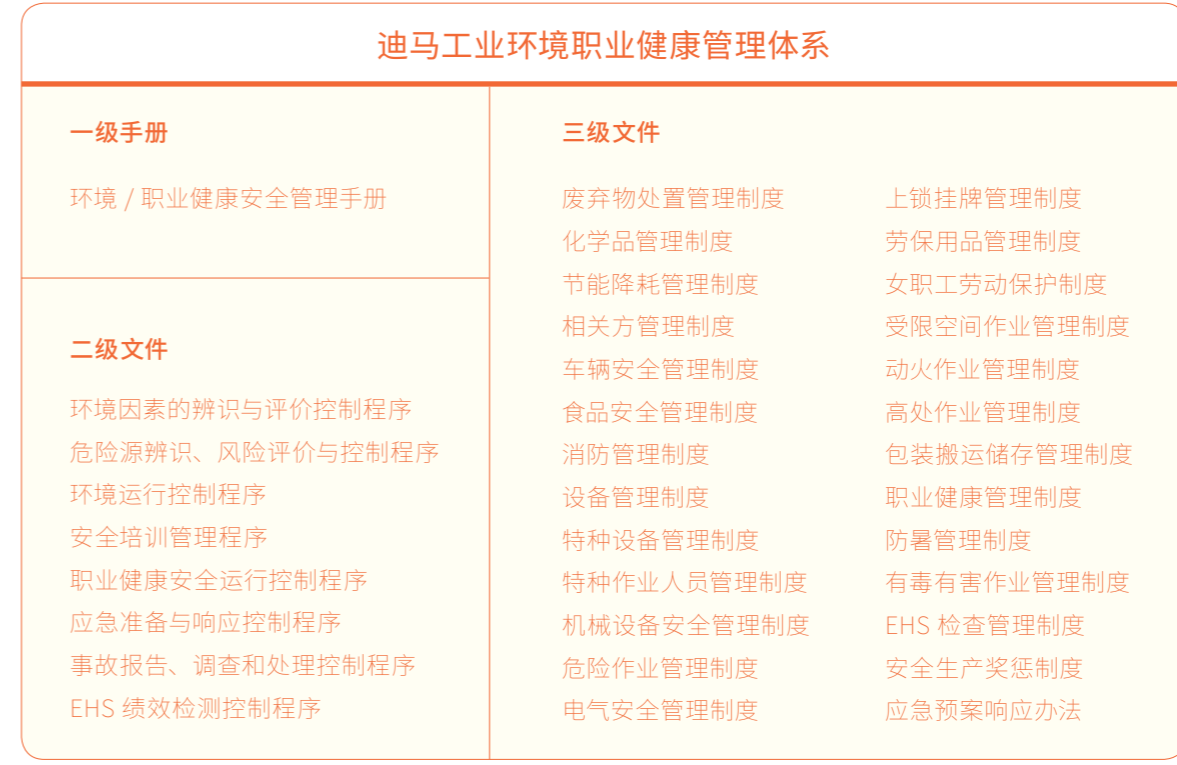 迪马工业环境职业健康管理体系
一级手册
环境 / 职业健康安全管理手册
二级文件
环境因素的辨识与评价控制程序
危险源辨识、风险评价与控制程序
环境运行控制程序
安全培训管理程序
职业健康安全运行控制程序
应急准备与响应控制程序
事故报告、调查和处理控制程序
EHS 绩效检测控制程序
三级文件
废弃物处置管理制度
化学品管理制度
节能降耗管理制度
相关方管理制度
车辆安全管理制度
食品安全管理制度
消防管理制度
设备管理制度
特种设备管理制度
特种作业人员管理制度
机械设备安全管理制度
危险作业管理制度
电气安全管理制度
上锁挂牌管理制度
劳保用品管理制度
女职工劳动保护制度
受限空间作业管理制度
动火作业管理制度
高处作业管理制度
包装搬运储存管理制度
职业健康管理制度
防暑管理制度
有毒有害作业管理制度
EHS 检查管理制度
安全生产奖惩制度
应急预案响应办法